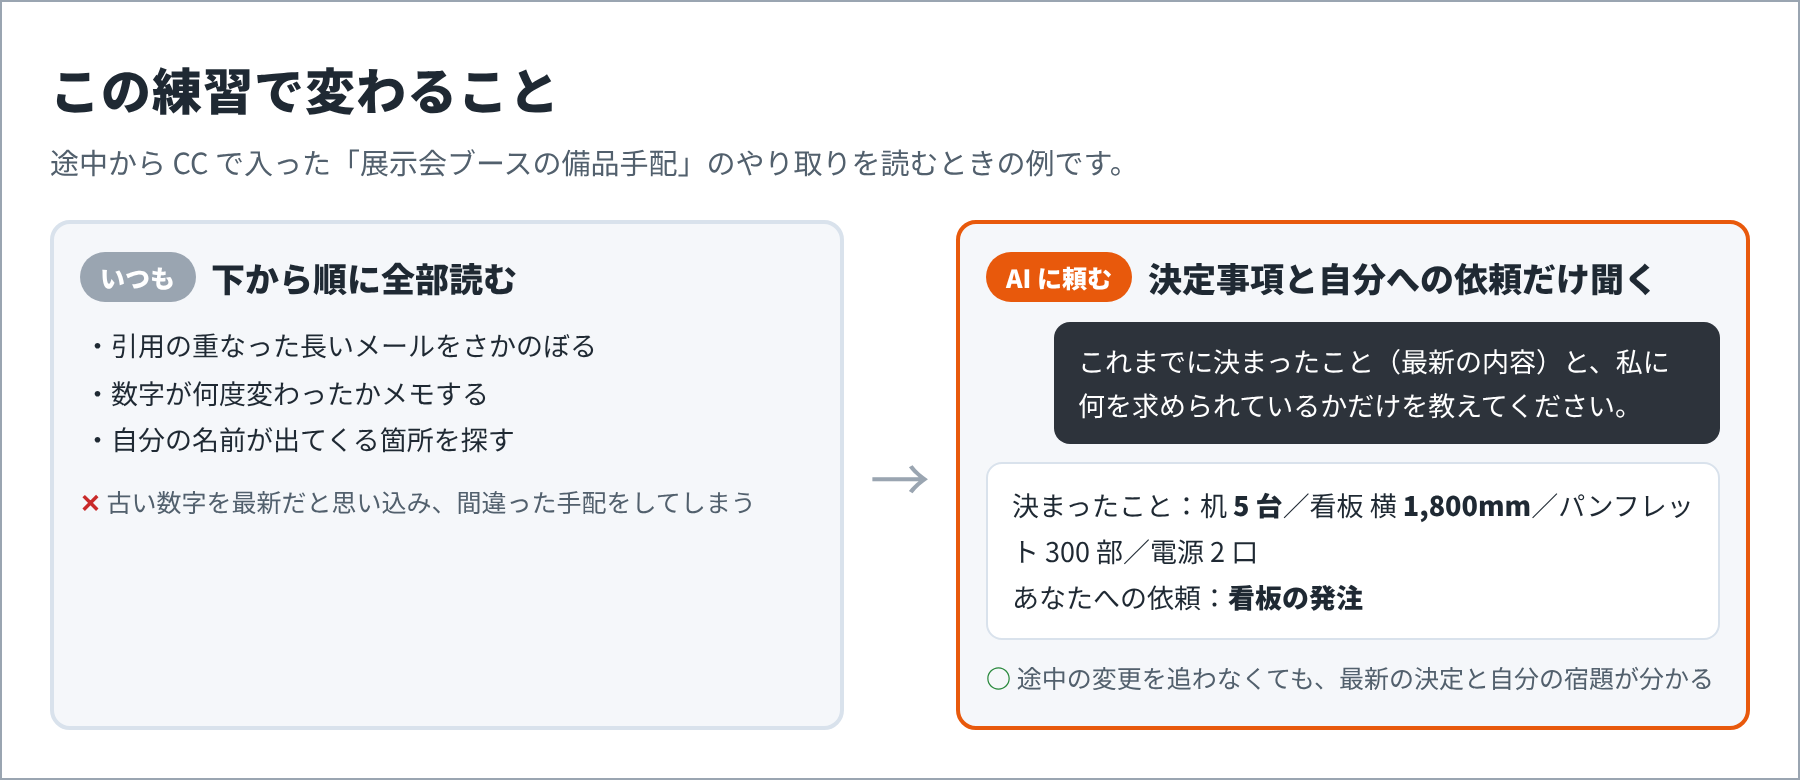 この練習で変わること
途中から CC で入った「展示会ブースの備品手配」のやり取りを読むときの例です。
いつも 下から順に全部読む
・引用の重なった長いメールをさかのぼる
・数字が何度変わったかメモする
・自分の名前が出てくる箇所を探す
× 古い数字を最新だと思い込み、間違った手配をしてしまう
→
AI に頼む 決定事項と自分への依頼だけ聞く
これまでに決まったこと（最新の内容）と、私に
何を求められているかだけを教えてください。
決まったこと：机 5 台／看板 横 1,800mm／パンフレッ
ト 300 部／電源 2 口
あなたへの依頼：看板の発注
○ 途中の変更を追わなくても、最新の決定と自分の宿題が分かる